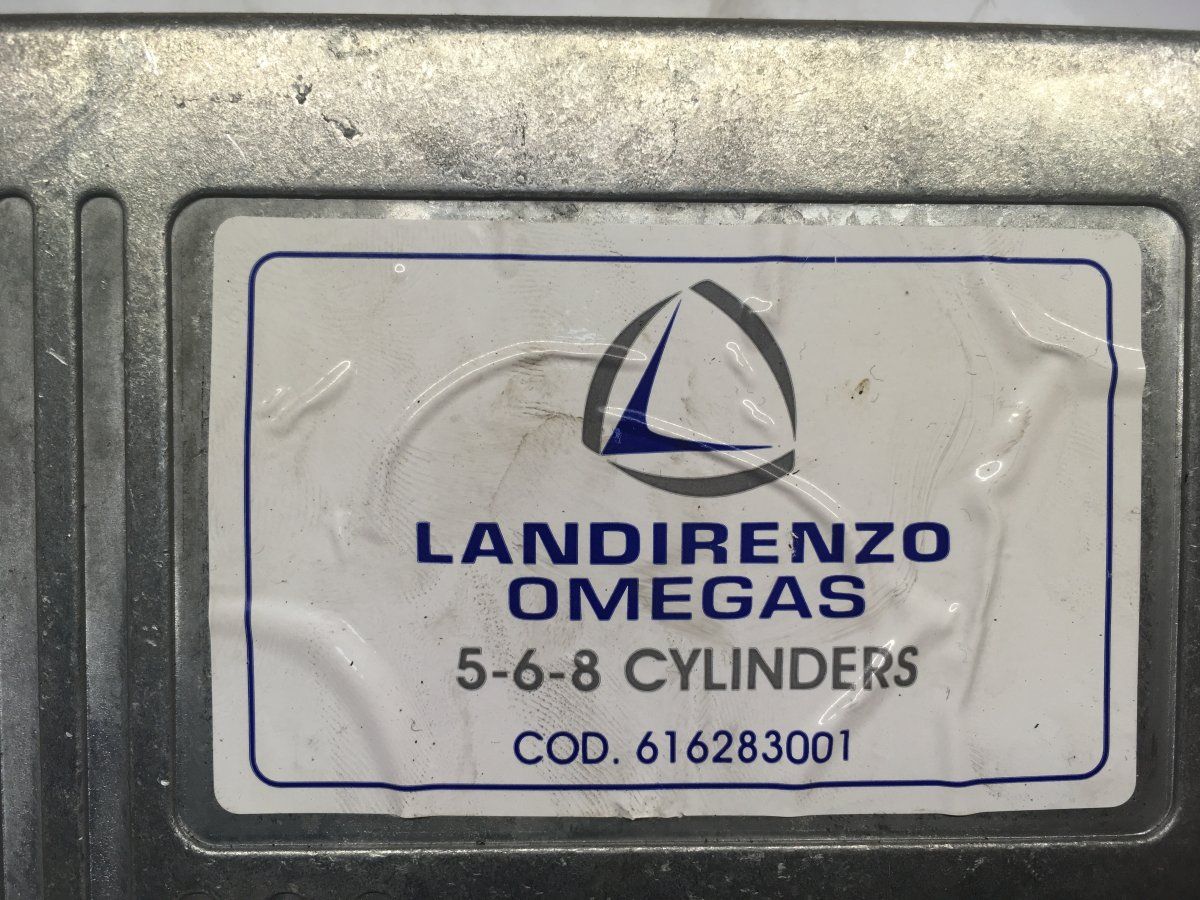 LANDIRENZO
OMEGAS
5-6-8 CYLINDERS
COD. 616283001